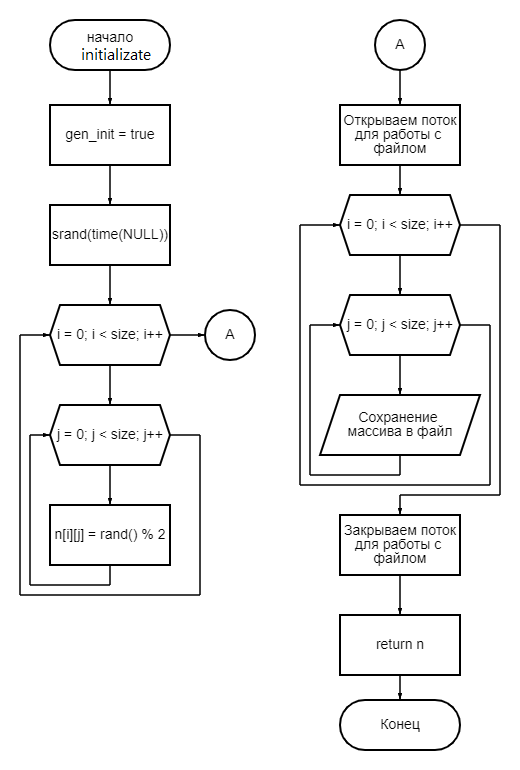 начало
initializate
gen_init = true
srand(time(NULL))
i = 0; i < size; i++
A
j = 0; j < size; j++
n[i][j] = rand() % 2
A
Открываем поток
для работы с
файлом
i = 0; i < size; i++
j = 0; j < size; j++
Сохранение
массива в файл
Закрываем поток
для работы с
файлом
return n
Конец